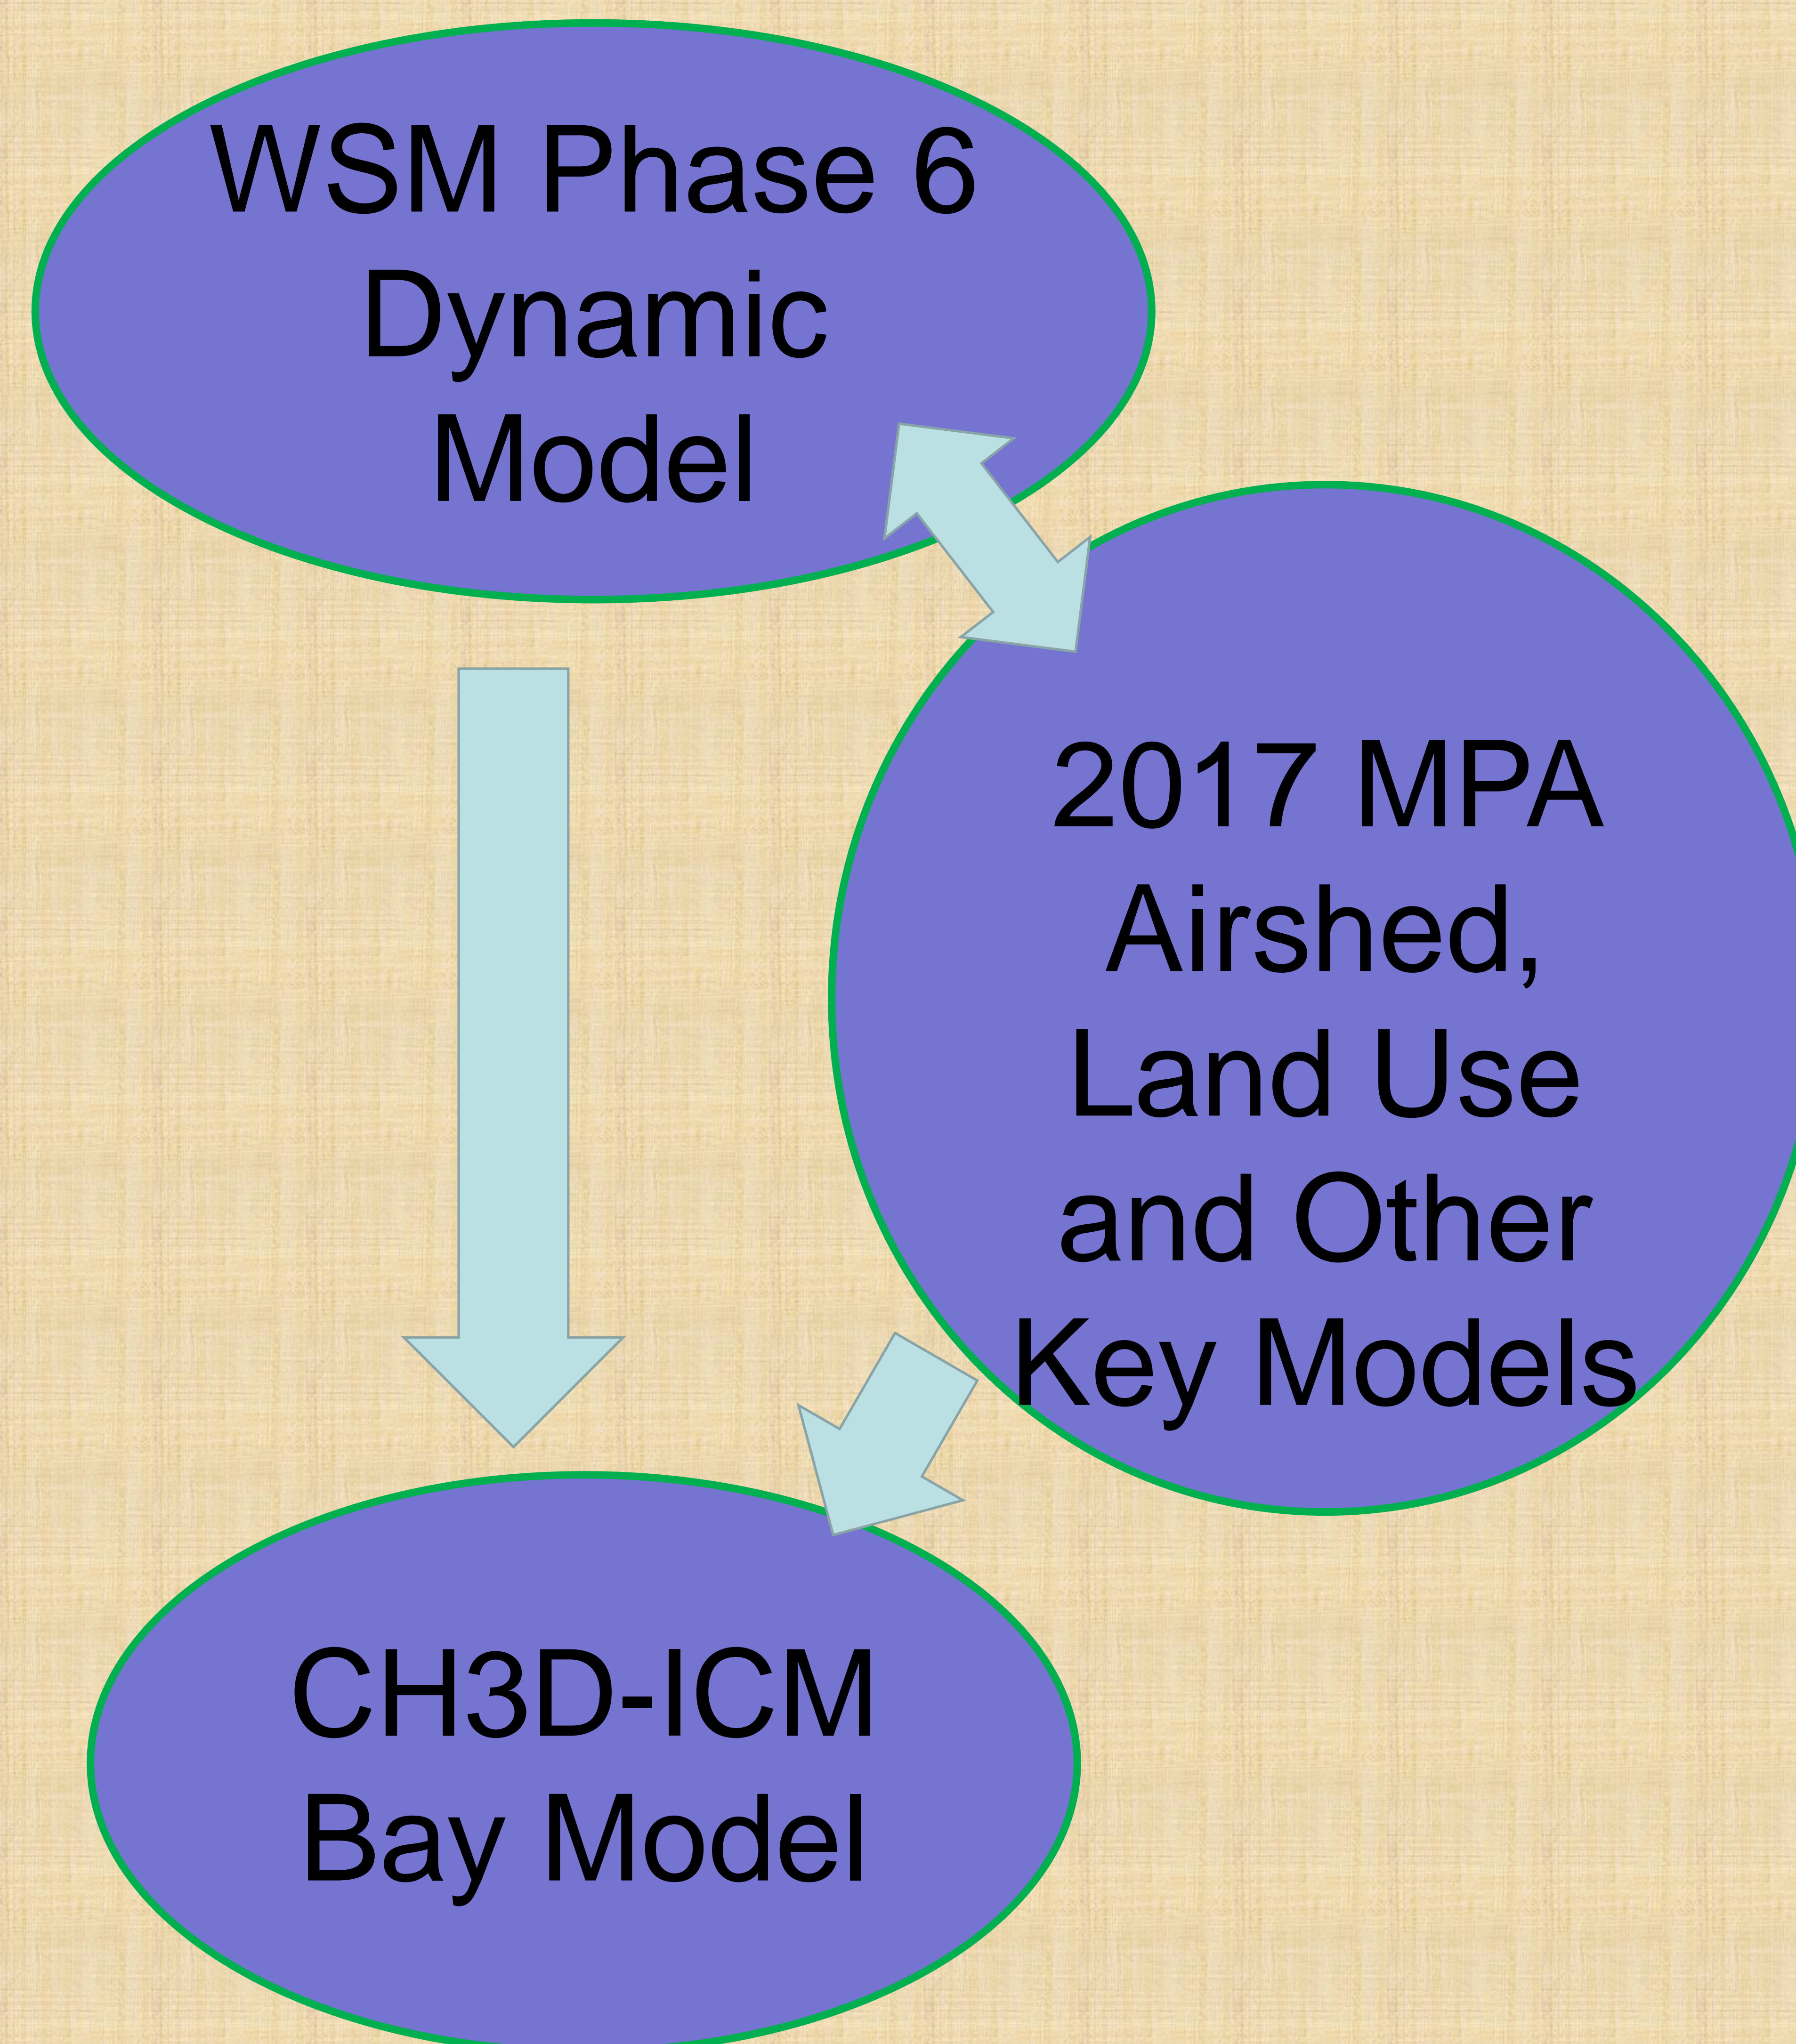 WSM Phase 6
Dynamic
Model
2017 MPA
Airshed,
Land Use
and Other
Key Models
CH3D-ICM
Bay Model